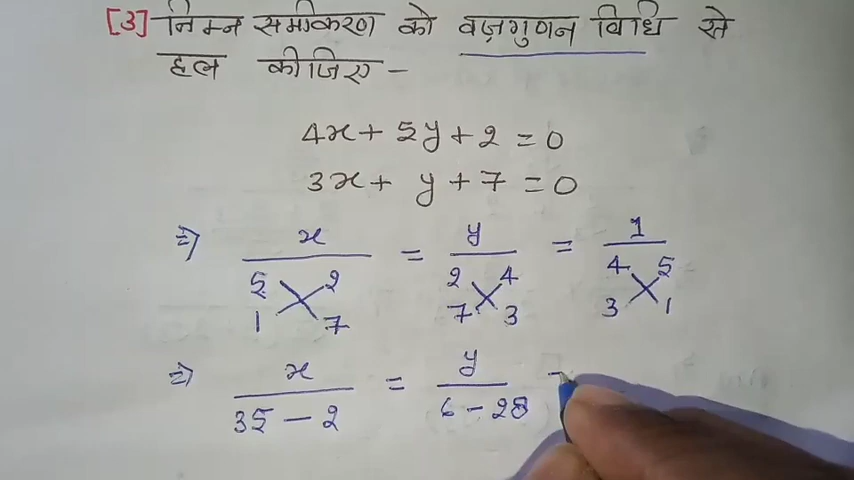 [3] निम्न समीकरण को वज्रगुणन विधि से
हल कीजिए -
4x + 5y + 2 = 0
3x + y + 7 = 0
⇒ x = y = 1
5 2 2 4 4 5
1 7 7 3 3 1
⇒ x = y
35 - 2 6 - 28